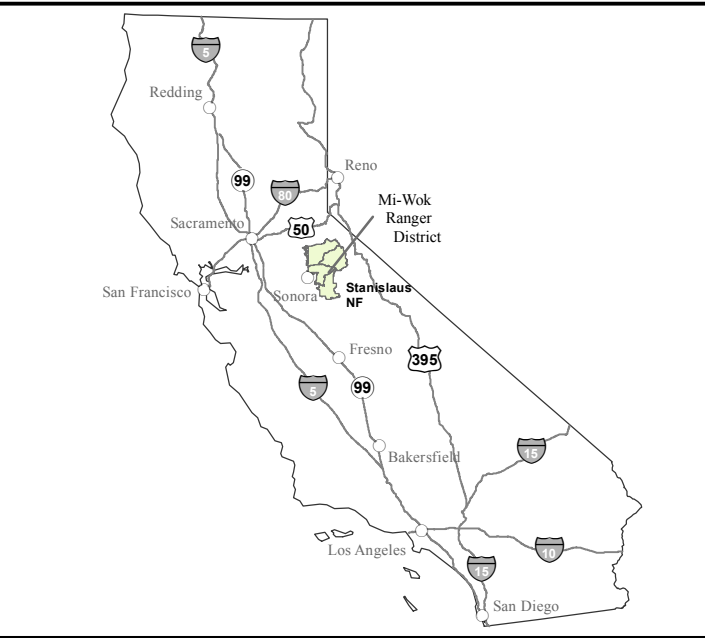 5
Redding
99
80
Reno
Mi-Wok
Ranger
District
Sacramento
50
San Francisco
Sonora
Stanislaus
NF
Fresno
395
5
99
Bakersfield
15
Los Angeles
10
15
San Diego